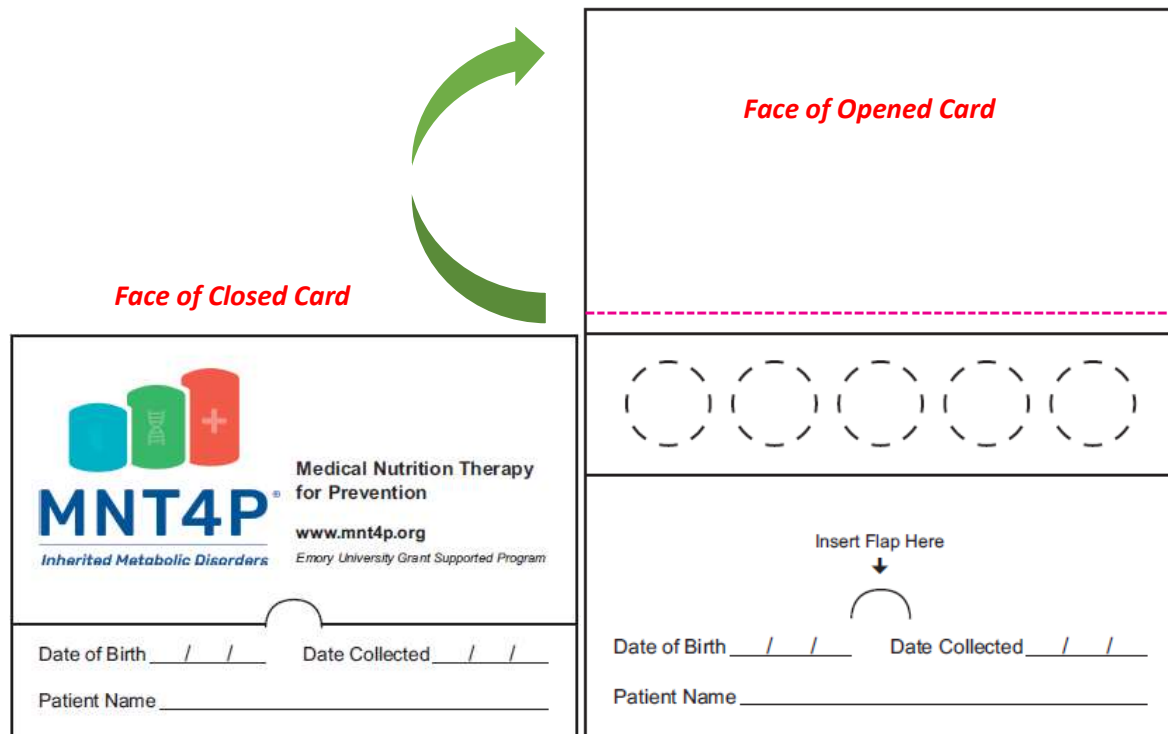 Face of Opened Card
Face of Closed Card
MNT4P®
Inherited Metabolic Disorders
Medical Nutrition Therapy
for Prevention
www.mnt4p.org
Emory University Grant Supported Program
Date of Birth / / Date Collected / /
Patient Name
Insert Flap Here
Date of Birth / / Date Collected / /
Patient Name